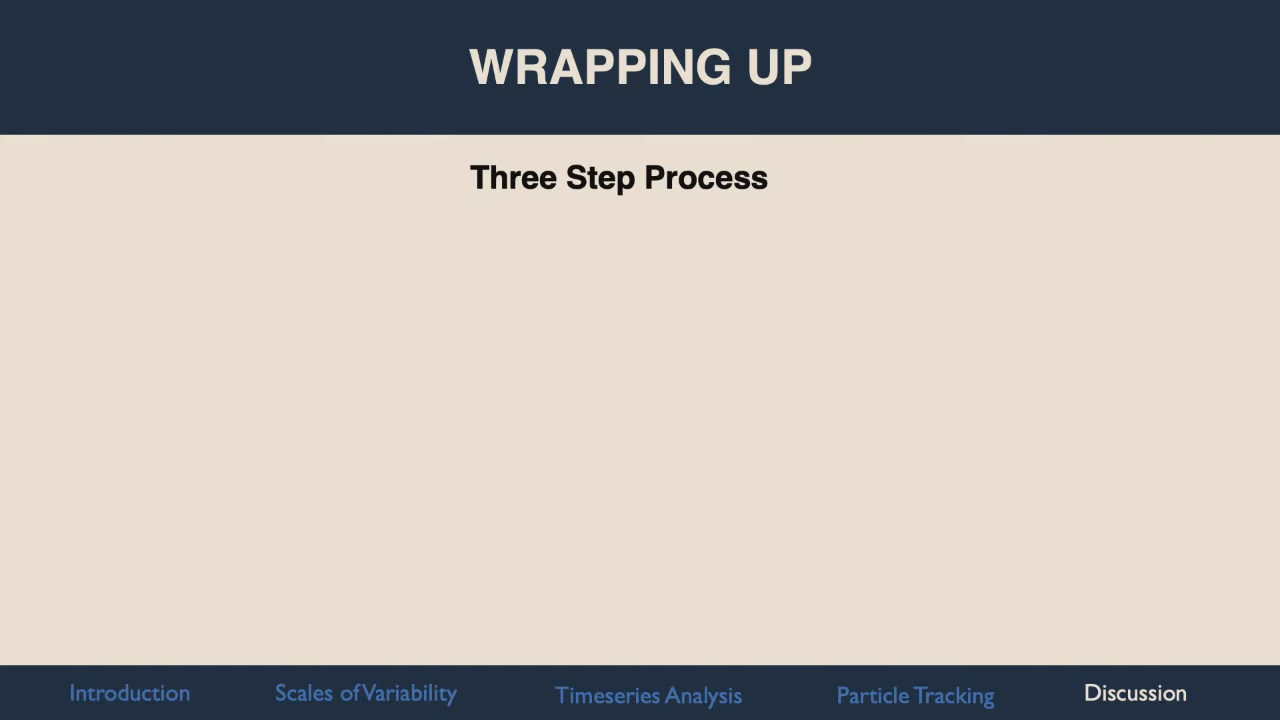 WRAPPING UP
Three Step Process
Introduction
Scales of Variability
Timeseries Analysis
Particle Tracking
Discussion